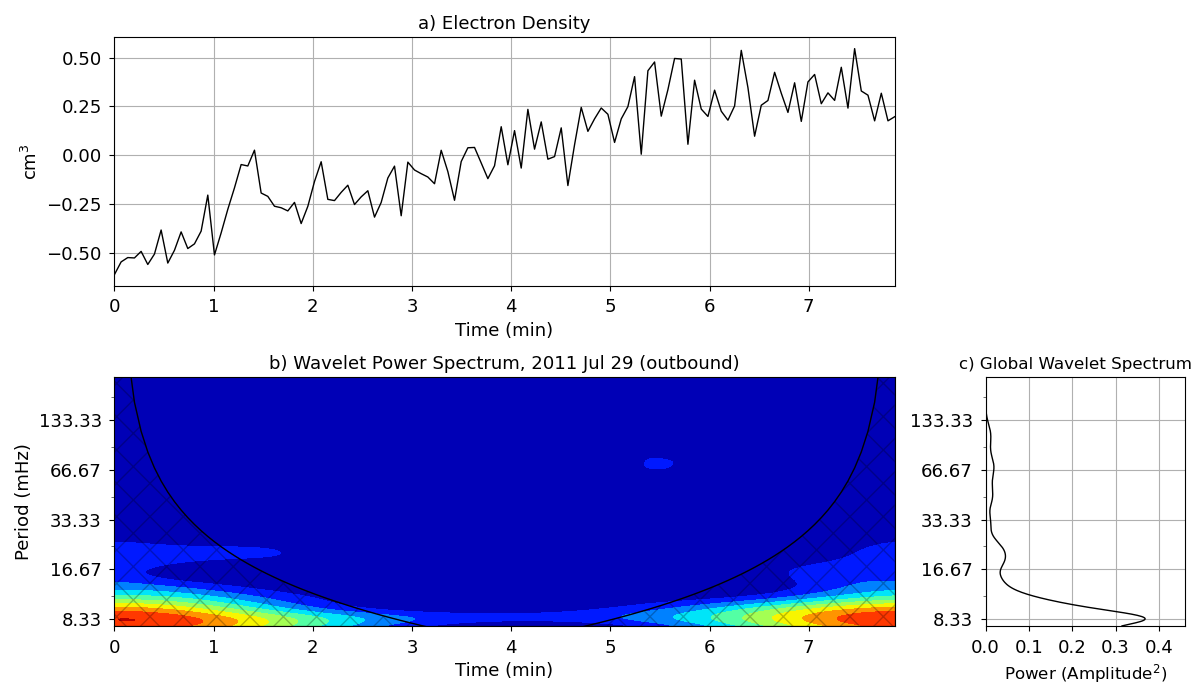 a) Electron Density
0.50
0.25
0.00
−0.25
−0.50
cm³
0 1 2 3 4 5 6 7
Time (min)
b) Wavelet Power Spectrum, 2011 Jul 29 (outbound)
133.33
66.67
33.33
16.67
8.33
Period (mHz)
0 1 2 3 4 5 6 7
Time (min)
c) Global Wavelet Spectrum
133.33
66.67
33.33
16.67
8.33
0.0 0.1 0.2 0.3 0.4
Power (Amplitude²)